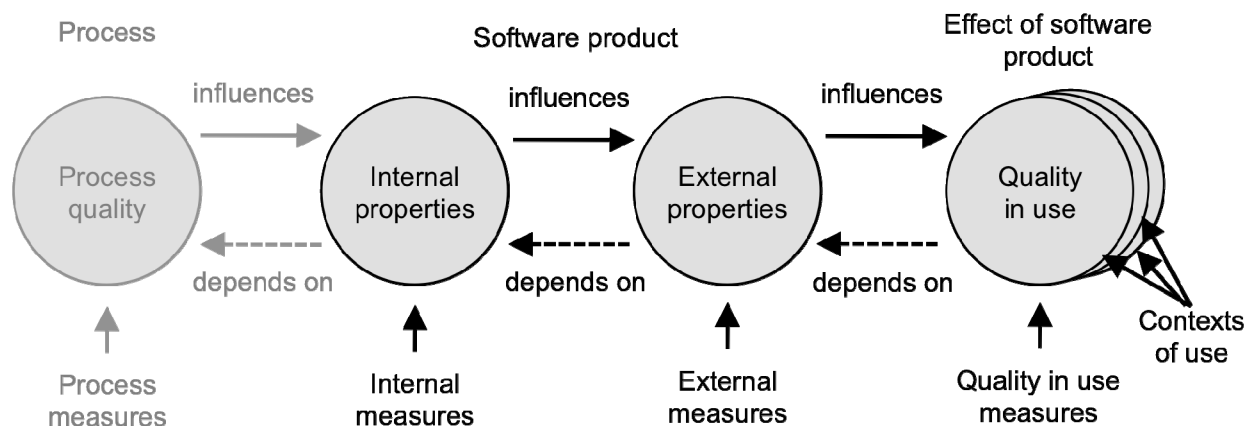 Process
Software product
Effect of software
product
influences
influences
influences
Process
quality
Internal
properties
External
properties
Quality
in use
depends on
depends on
depends on
Contexts
of use
Process
measures
Internal
measures
External
measures
Quality in use
measures